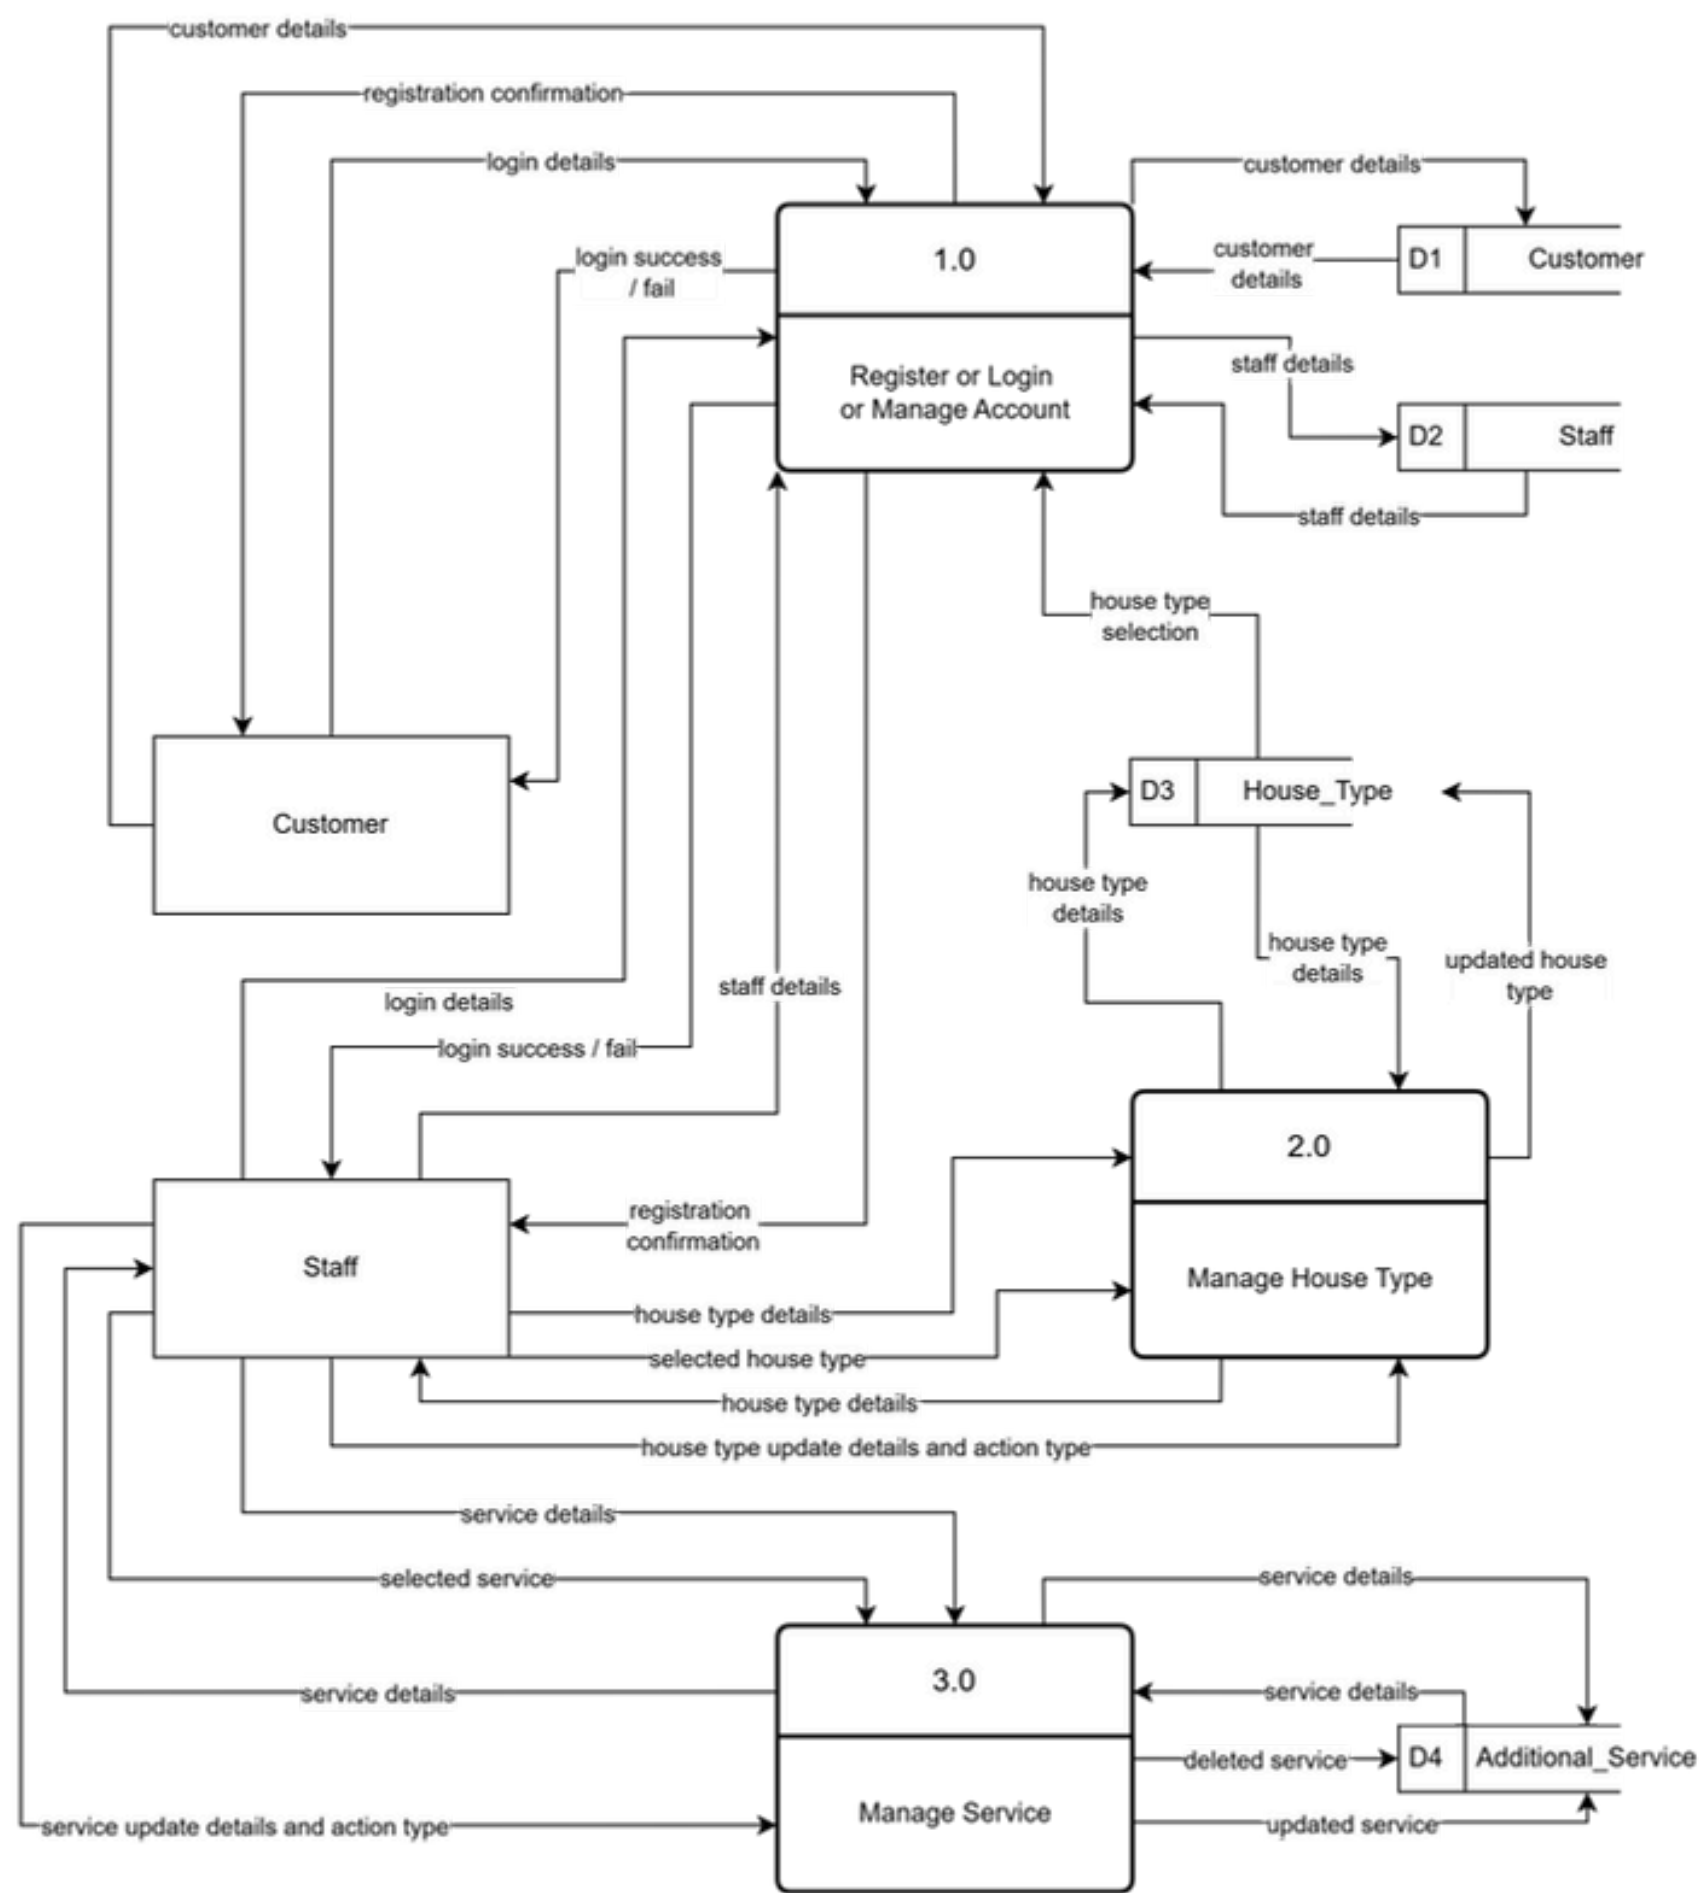 customer details
registration confirmation
login details
customer details
login success
/ fail
1.0
customer
details
D1
Customer
staff details
Register or Login
or Manage Account
D2
Staff
staff details
house type
selection
D3
House_Type
Customer
house type
details
house type
details
updated house
type
staff details
login details
login success / fail
2.0
registration
confirmation
Staff
Manage House Type
house type details
selected house type
house type details
house type update details and action type
service details
selected service
service details
3.0
service details
service details
deleted service
D4
Additional_Service
Manage Service
updated service
service update details and action type